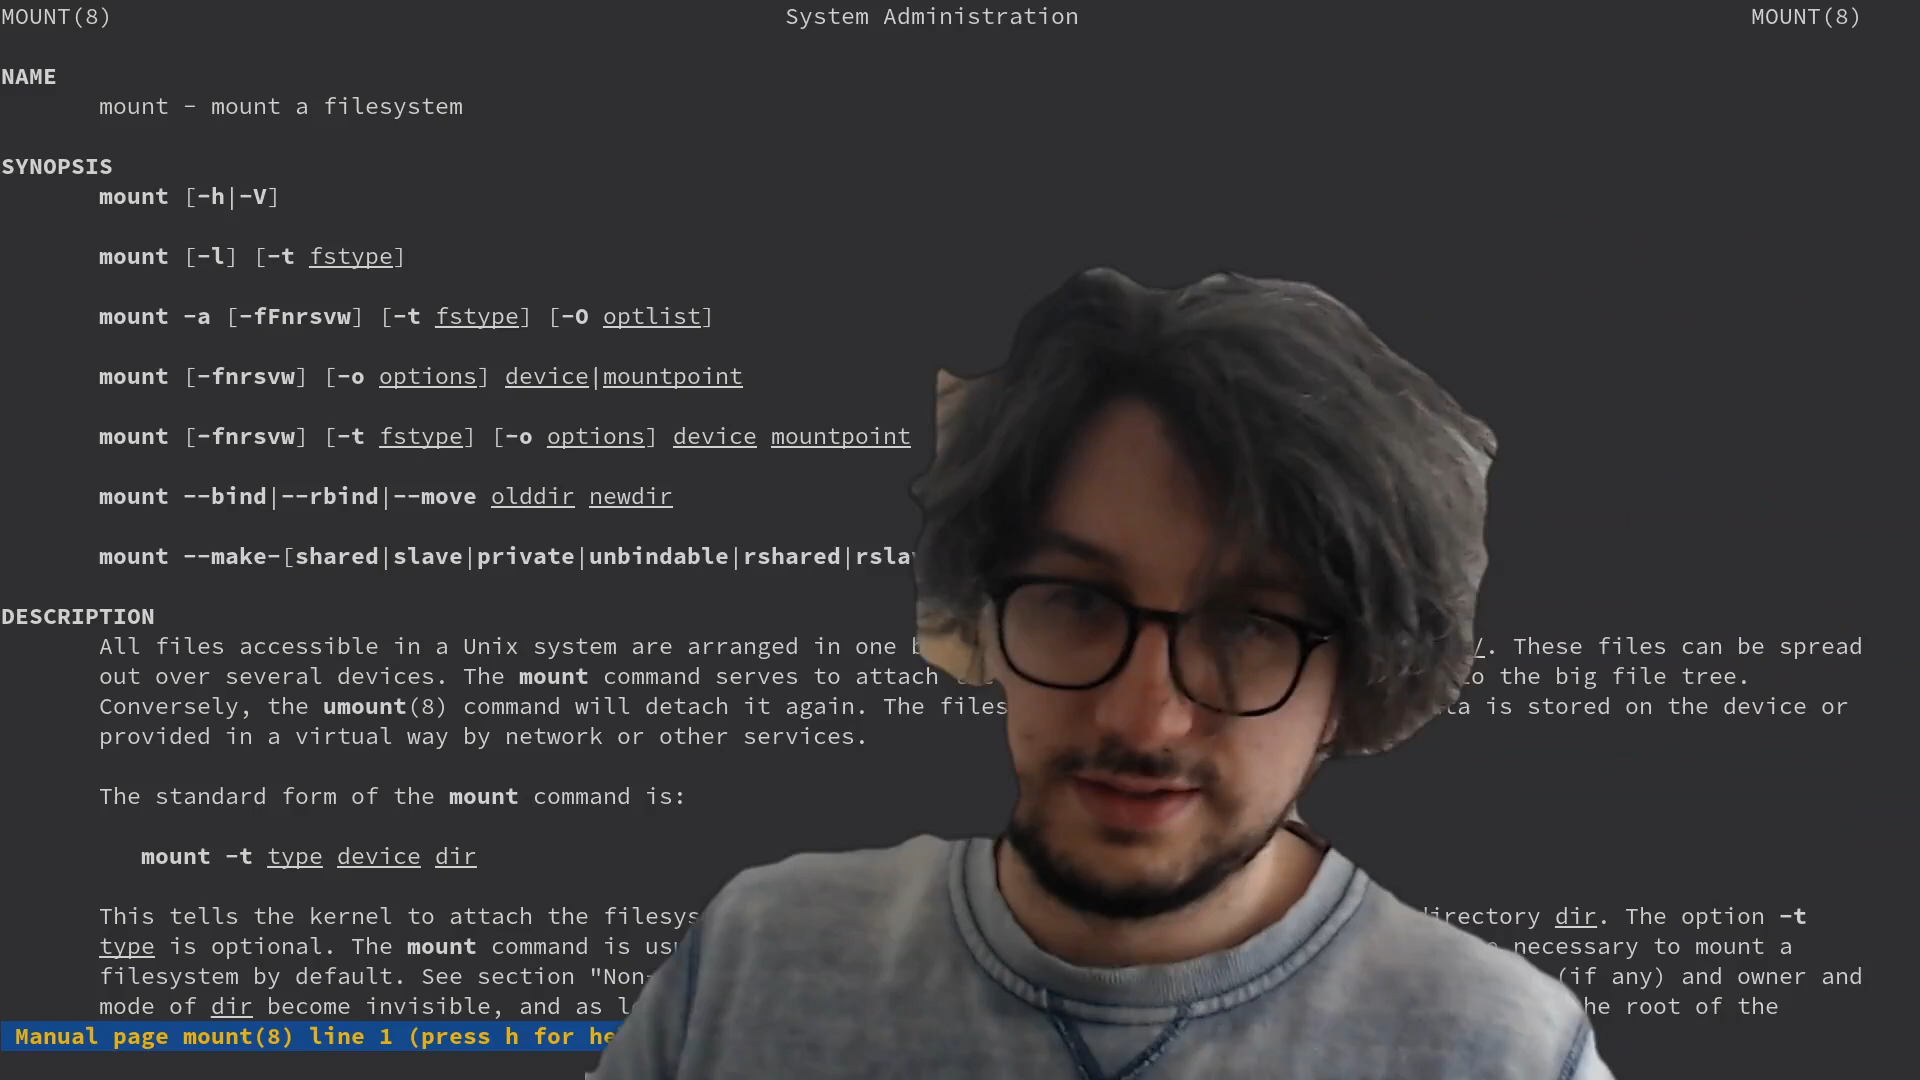 MOUNT(8) System Administration MOUNT(8)
NAME
mount - mount a filesystem
SYNOPSIS
mount [-h|-V]
mount [-l] [-t fstype]
mount -a [-fFnrsvw] [-t fstype] [-O optlist]
mount [-fnrsvw] [-o options] device|mountpoint
mount [-fnrsvw] [-t fstype] [-o options] device mountpoint
mount --bind|--rbind|--move olddir newdir
mount --make-[shared|slave|private|unbindable|rshared|
DESCRIPTION
All files accessible in a Unix system are arranged in one /. These files can be spread
out over several devices. The mount command serves to attach the big file tree.
Conversely, the umount(8) command will detach it again. The is stored on the device or
provided in a virtual way by network or other services.
The standard form of the mount command is:
mount -t type device dir
This tells the kernel to attach the directory dir. The option -t
type is optional. The mount command is necessary to mount a
filesystem by default. See section "Non- (if any) and owner and
mode of dir become invisible, and as root of the
Manual page mount(8) line 1 (press h for